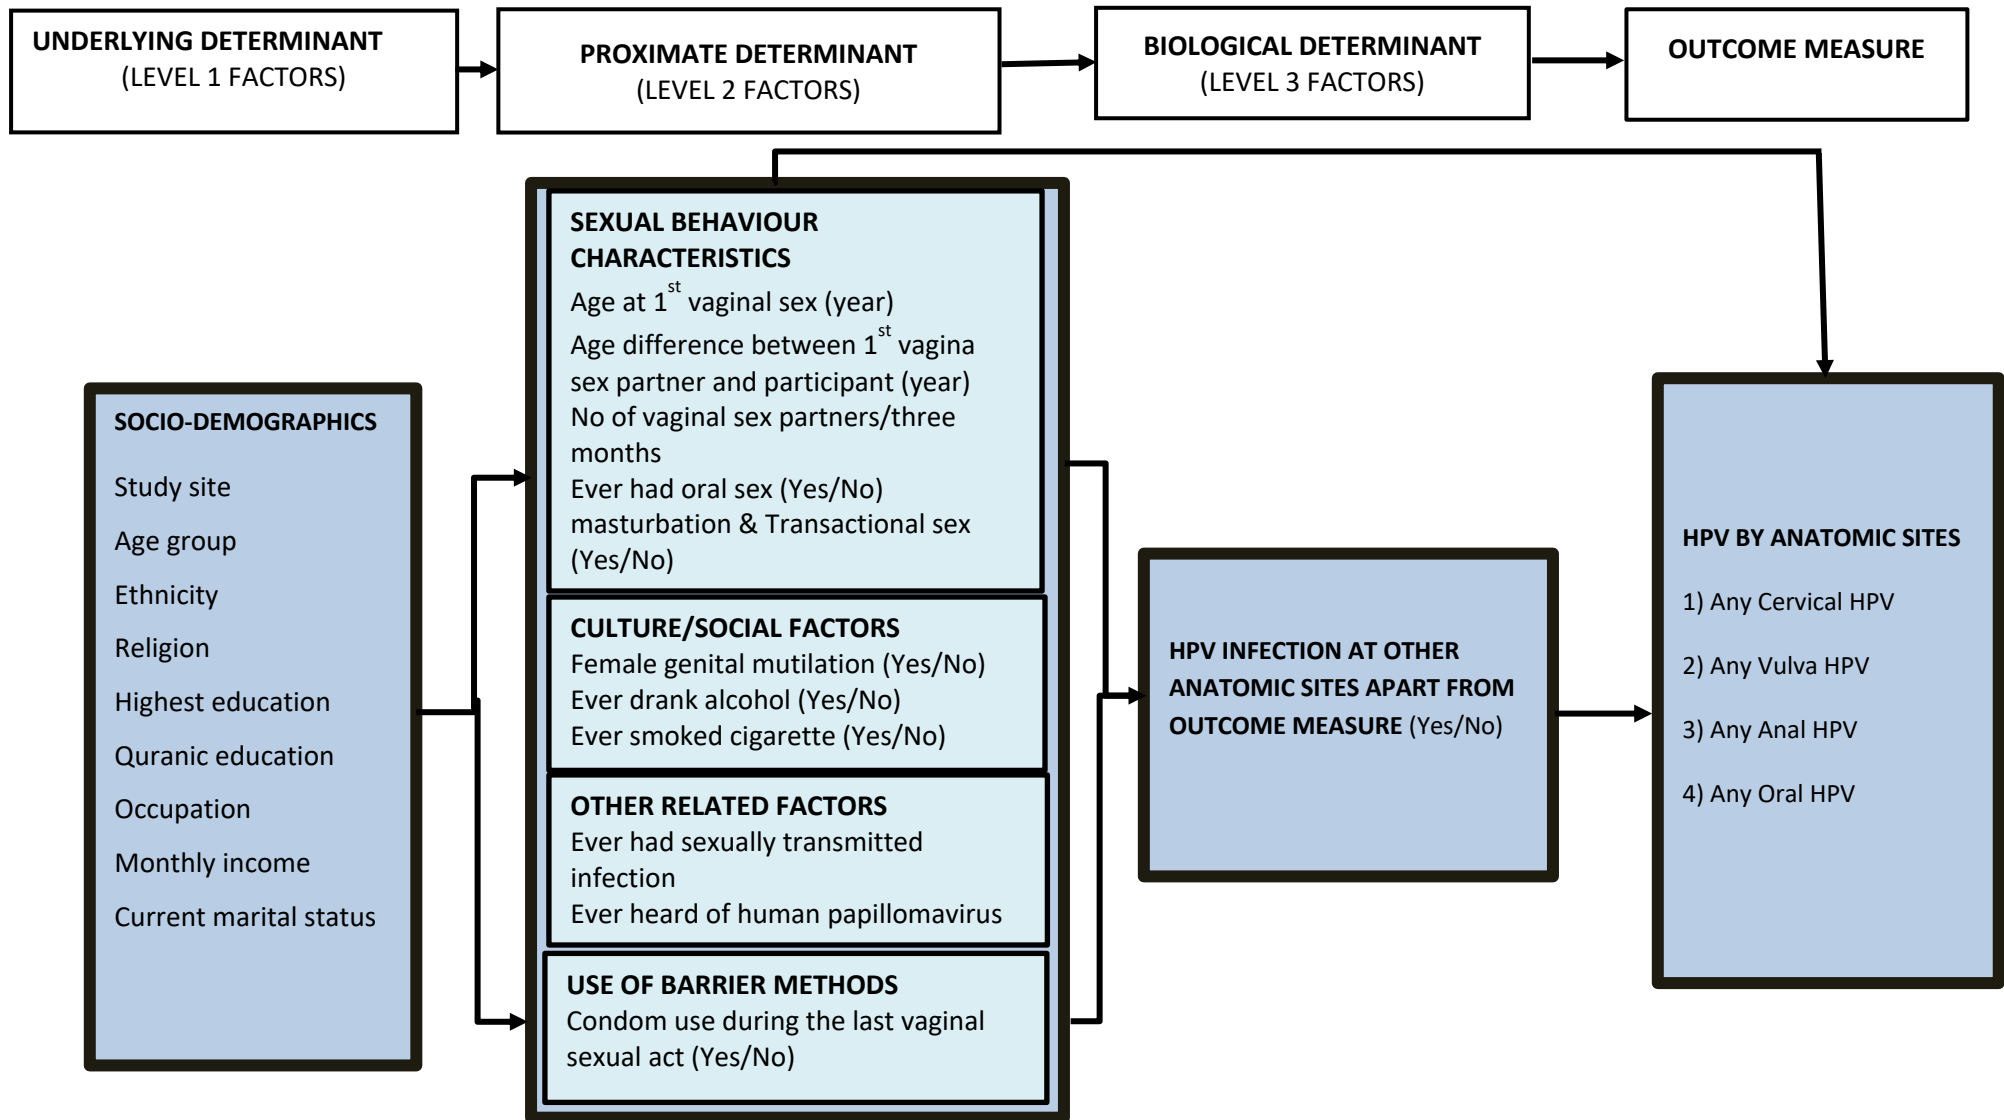 UNDERLYING DETERMINANT
(LEVEL 1 FACTORS)
PROXIMATE DETERMINANT
(LEVEL 2 FACTORS)
BIOLOGICAL DETERMINANT
(LEVEL 3 FACTORS)
OUTCOME MEASURE
SOCIO-DEMOGRAPHICS
Study site
Age group
Ethnicity
Religion
Highest education
Quranic education
Occupation
Monthly income
Current marital status
SEXUAL BEHAVIOUR
CHARACTERISTICS
Age at 1st vaginal sex (year)
Age difference between 1st vagina
sex partner and participant (year)
No of vaginal sex partners/three
months
Ever had oral sex (Yes/No)
masturbation & Transactional sex
(Yes/No)
CULTURE/SOCIAL FACTORS
Female genital mutilation (Yes/No)
Ever drank alcohol (Yes/No)
Ever smoked cigarette (Yes/No)
OTHER RELATED FACTORS
Ever had sexually transmitted
infection
Ever heard of human papillomavirus
USE OF BARRIER METHODS
Condom use during the last vaginal
sexual act (Yes/No)
HPV INFECTION AT OTHER
ANATOMIC SITES APART FROM
OUTCOME MEASURE (Yes/No)
HPV BY ANATOMIC SITES
1) Any Cervical HPV
2) Any Vulva HPV
3) Any Anal HPV
4) Any Oral HPV